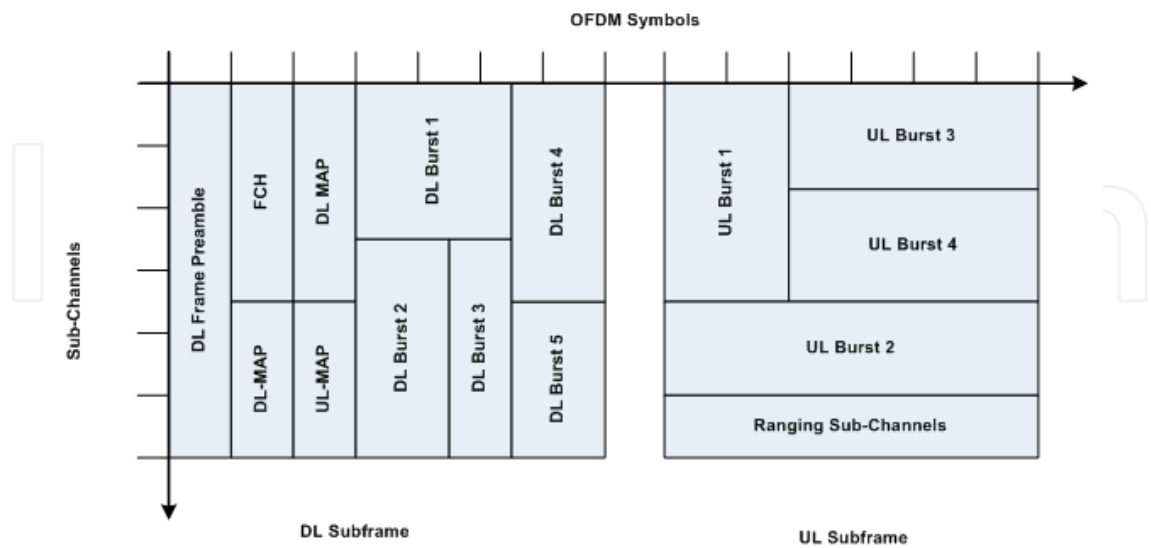 OFDM Symbols
Sub-Channels
DL Frame Preamble
FCH
DL MAP
DL-MAP
UL-MAP
DL Burst 1
DL Burst 2
DL Burst 3
DL Burst 4
DL Burst 5
UL Burst 1
UL Burst 3
UL Burst 4
UL Burst 2
Ranging Sub-Channels
DL Subframe
UL Subframe